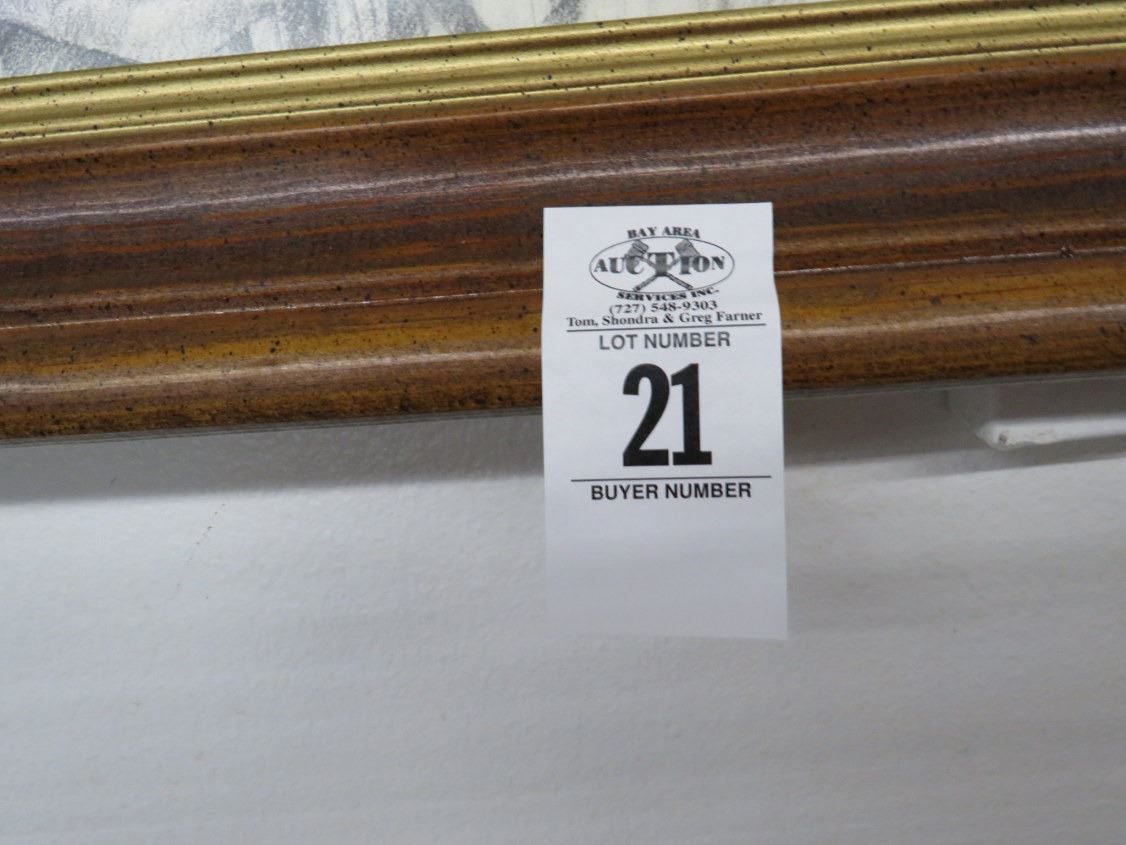 BAY AREA
AUCTION
SERVICES INC.
(727) 548-9303
Tom, Shondra & Greg Farner
LOT NUMBER
21
BUYER NUMBER